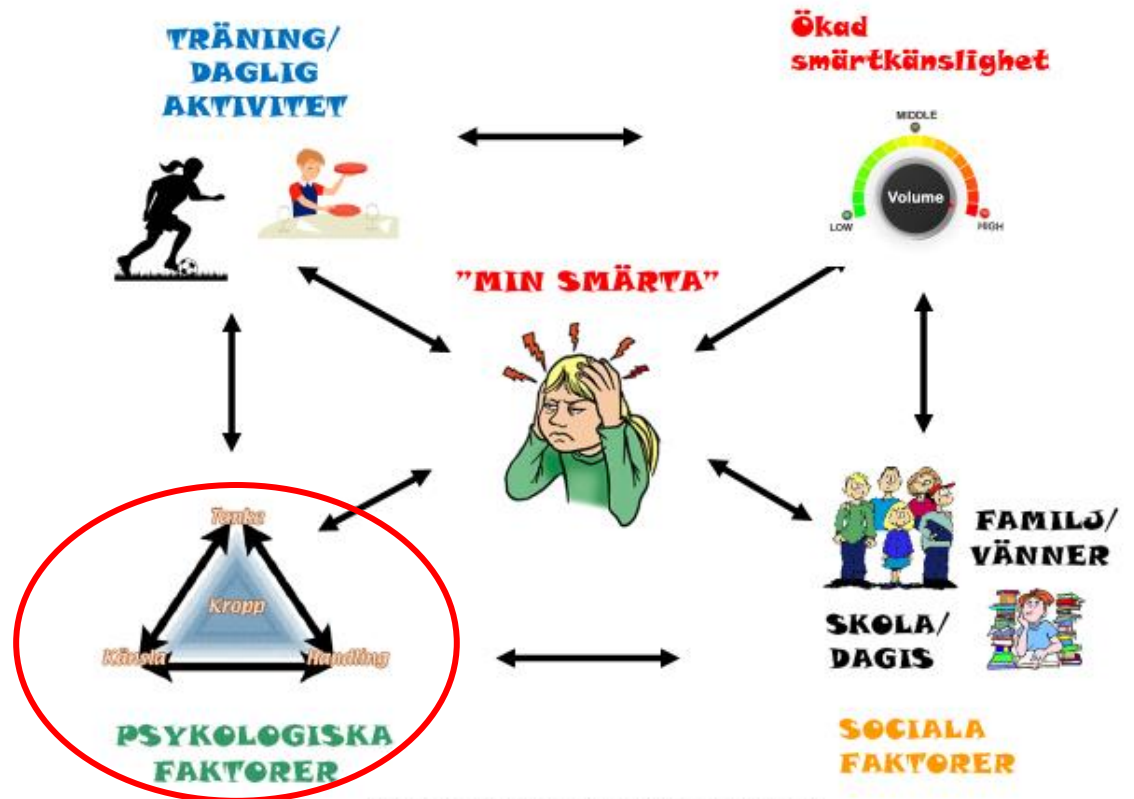 TRÄNING/
DAGLIG
AKTIVITET
Ökad
smärtkänslighet
MIDDLE
Volume
LOW
HIGH
"MIN SMÄRTA"
Tanke
Kropp
Känsla
Handling
PSYKOLOGISKA
FAKTORER
FAMILJ/
VÄNNER
SKOLA/
DAGIS
SOCIALA
FAKTORER